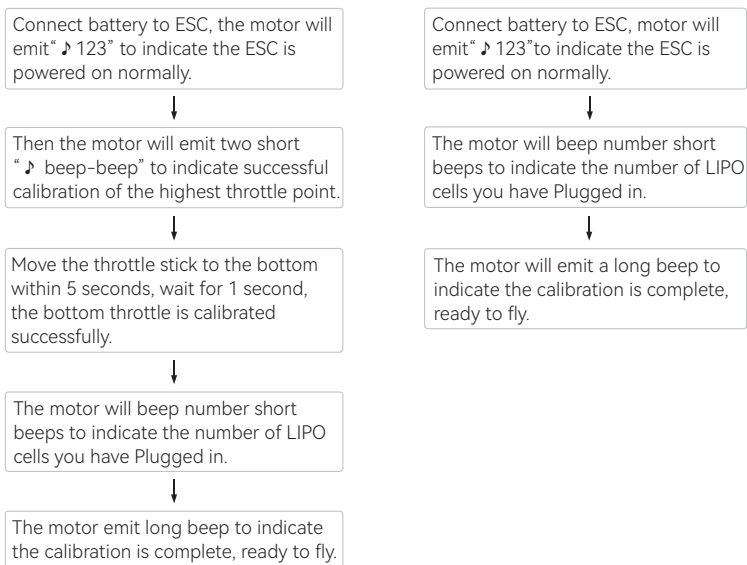 Connect battery to ESC, the motor will
emit“ ♪ 123” to indicate the ESC is
powered on normally.
Then the motor will emit two short
“ ♪ beep-beep” to indicate successful
calibration of the highest throttle point.
Move the throttle stick to the bottom
within 5 seconds, wait for 1 second,
the bottom throttle is calibrated
successfully.
The motor will beep number short
beeps to indicate the number of LIPO
cells you have Plugged in.
The motor emit long beep to indicate
the calibration is complete, ready to fly.
Connect battery to ESC, motor will
emit“ ♪ 123”to indicate the ESC is
powered on normally.
The motor will beep number short
beeps to indicate the number of LIPO
cells you have Plugged in.
The motor will emit a long beep to
indicate the calibration is complete,
ready to fly.